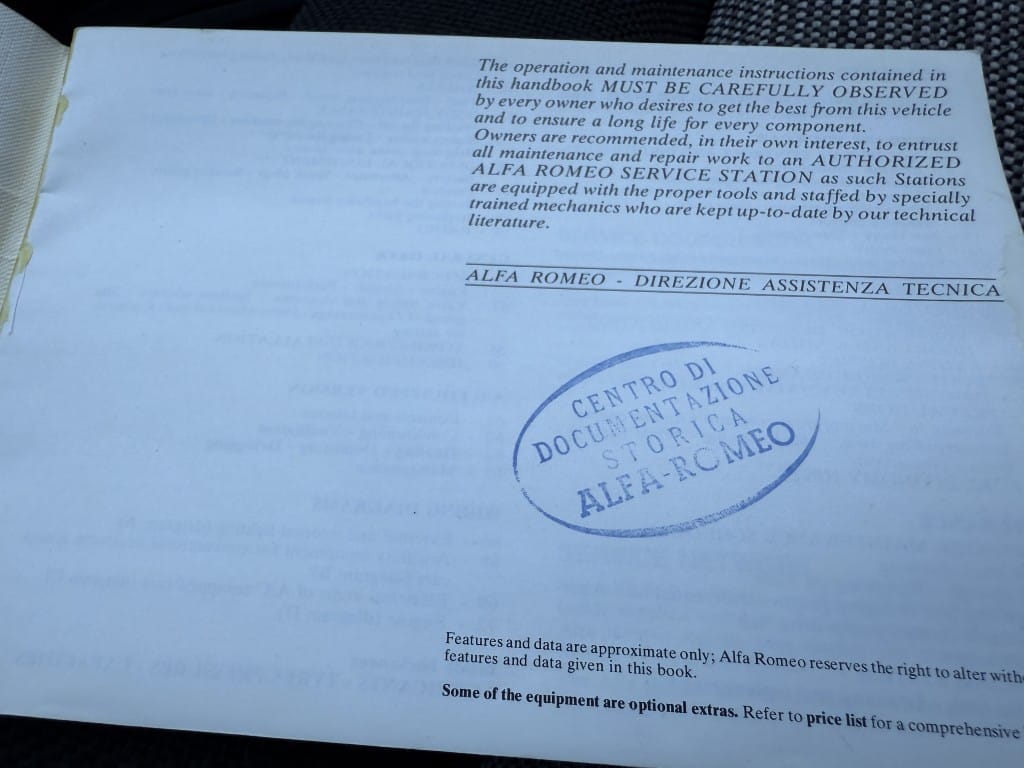 The operation and maintenance instructions contained in
this handbook MUST BE CAREFULLY OBSERVED
by every owner who desires to get the best from this vehicle
and to ensure a long life for every component.
Owners are recommended, in their own interest, to entrust
all maintenance and repair work to an AUTHORIZED
ALFA ROMEO SERVICE STATION as such Stations
are equipped with the proper tools and staffed by specially
trained mechanics who are kept up-to-date by our technical
literature.
ALFA ROMEO - DIREZIONE ASSISTENZA TECNICA
CENTRO DI
DOCUMENTAZIONE
STORICA
ALFA-ROMEO
Features and data are approximate only; Alfa Romeo reserves the right to alter
features and data given in this book.
Some of the equipment are optional extras. Refer to price list for a comprehensive